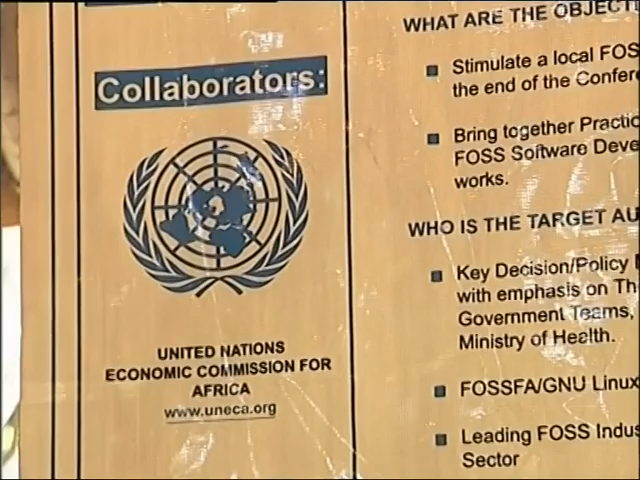 Collaborators:
UNITED NATIONS
ECONOMIC COMMISSION FOR
AFRICA
www.uneca.org
WHAT ARE THE
■ Stimulate a local
the end of the
■ Bring together
FOSS Software
works.
WHO IS THE TARGET
■ Key Decision/Policy
with emphasis on
Government Teams,
Ministry of Health.
■ FOSSFA/GNU Linux
■ Leading FOSS
Sector